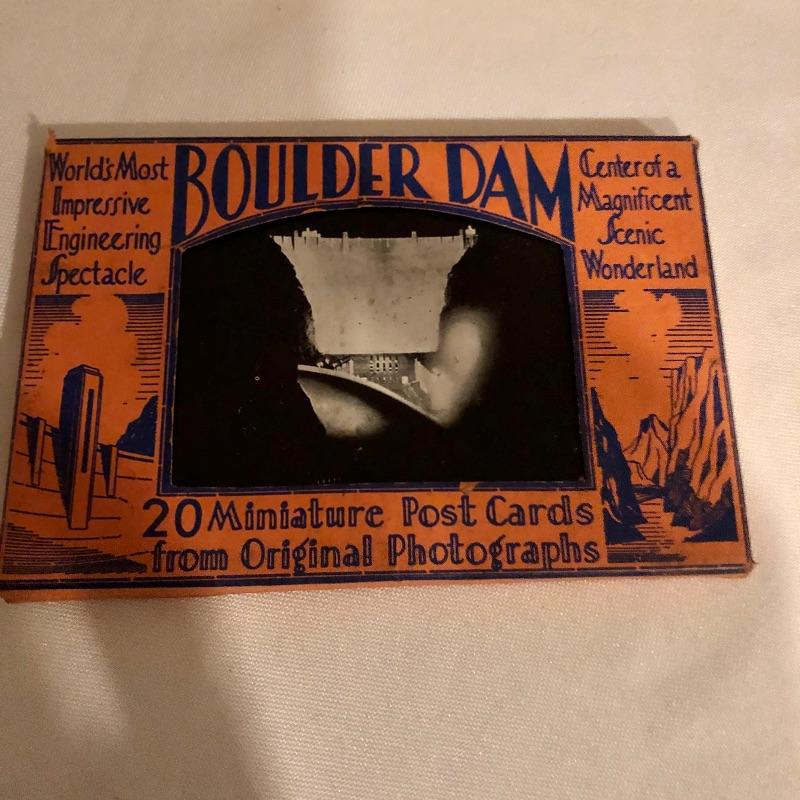 BOULDER DAM
World's Most
Impressive
Engineering
Spectacle
Center of a
Magnificent
Scenic
Wonderland
20 Miniature Post Cards
from Original Photographs